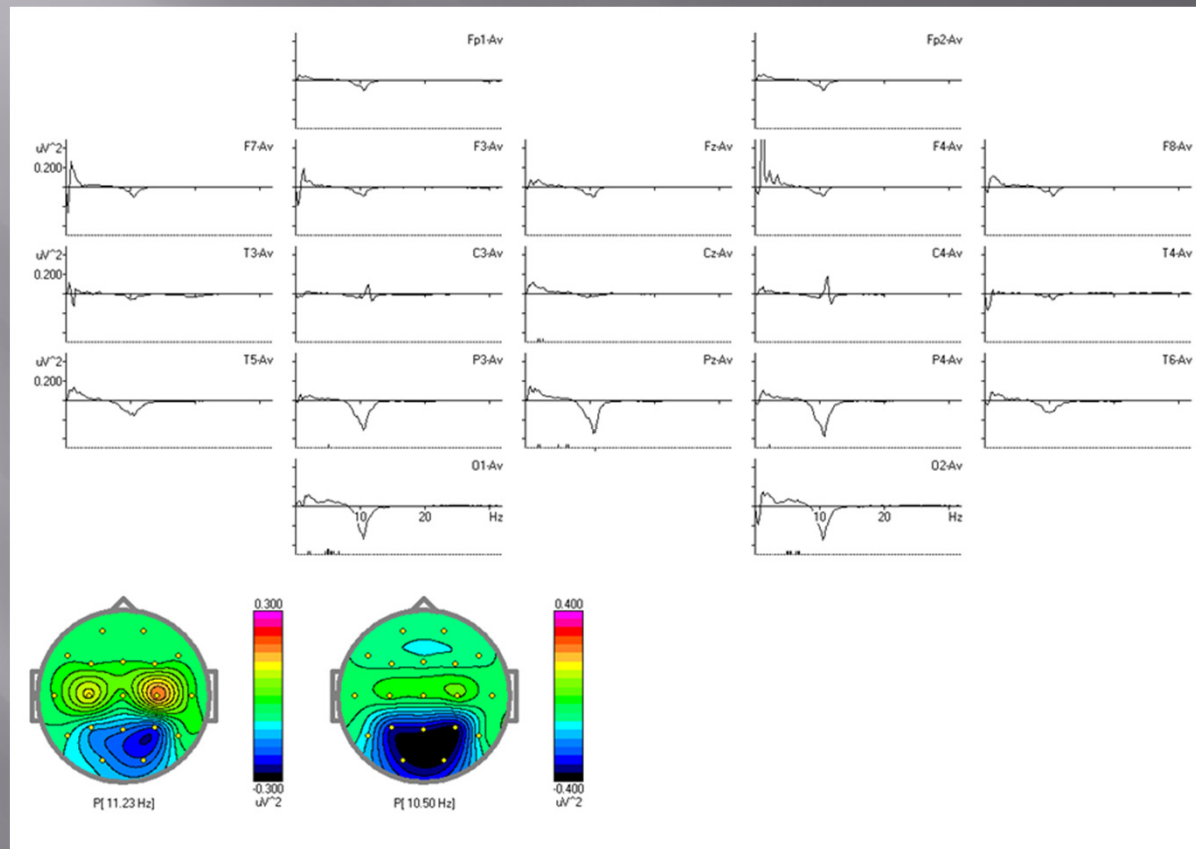 Fp1-Av Fp2-Av
uV^2 F7-Av F3-Av Fz-Av F4-Av F8-Av
0.200
uV^2 T3-Av C3-Av Cz-Av C4-Av T4-Av
0.200
uV^2 T5-Av P3-Av Pz-Av P4-Av T6-Av
0.200
O1-Av O2-Av
10 20 Hz 10 20 Hz
0.300 0.400
-0.300 -0.400
P[ 11.23 Hz] uV^2 P[ 10.50 Hz] uV^2